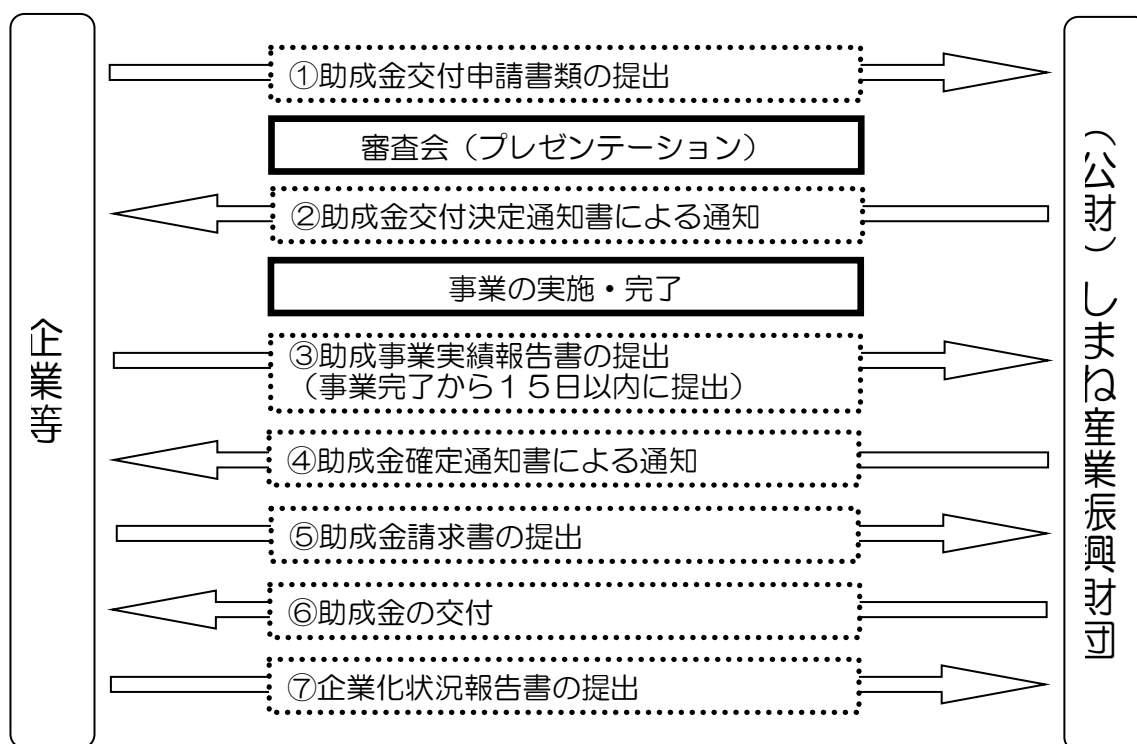 企業等
①助成金交付申請書類の提出
審査会（プレゼンテーション）
②助成金交付決定通知書による通知
事業の実施・完了
③助成事業実績報告書の提出
（事業完了から１５日以内に提出）
④助成金確定通知書による通知
⑤助成金請求書の提出
⑥助成金の交付
⑦企業化状況報告書の提出
（公財）しまね産業振興財団